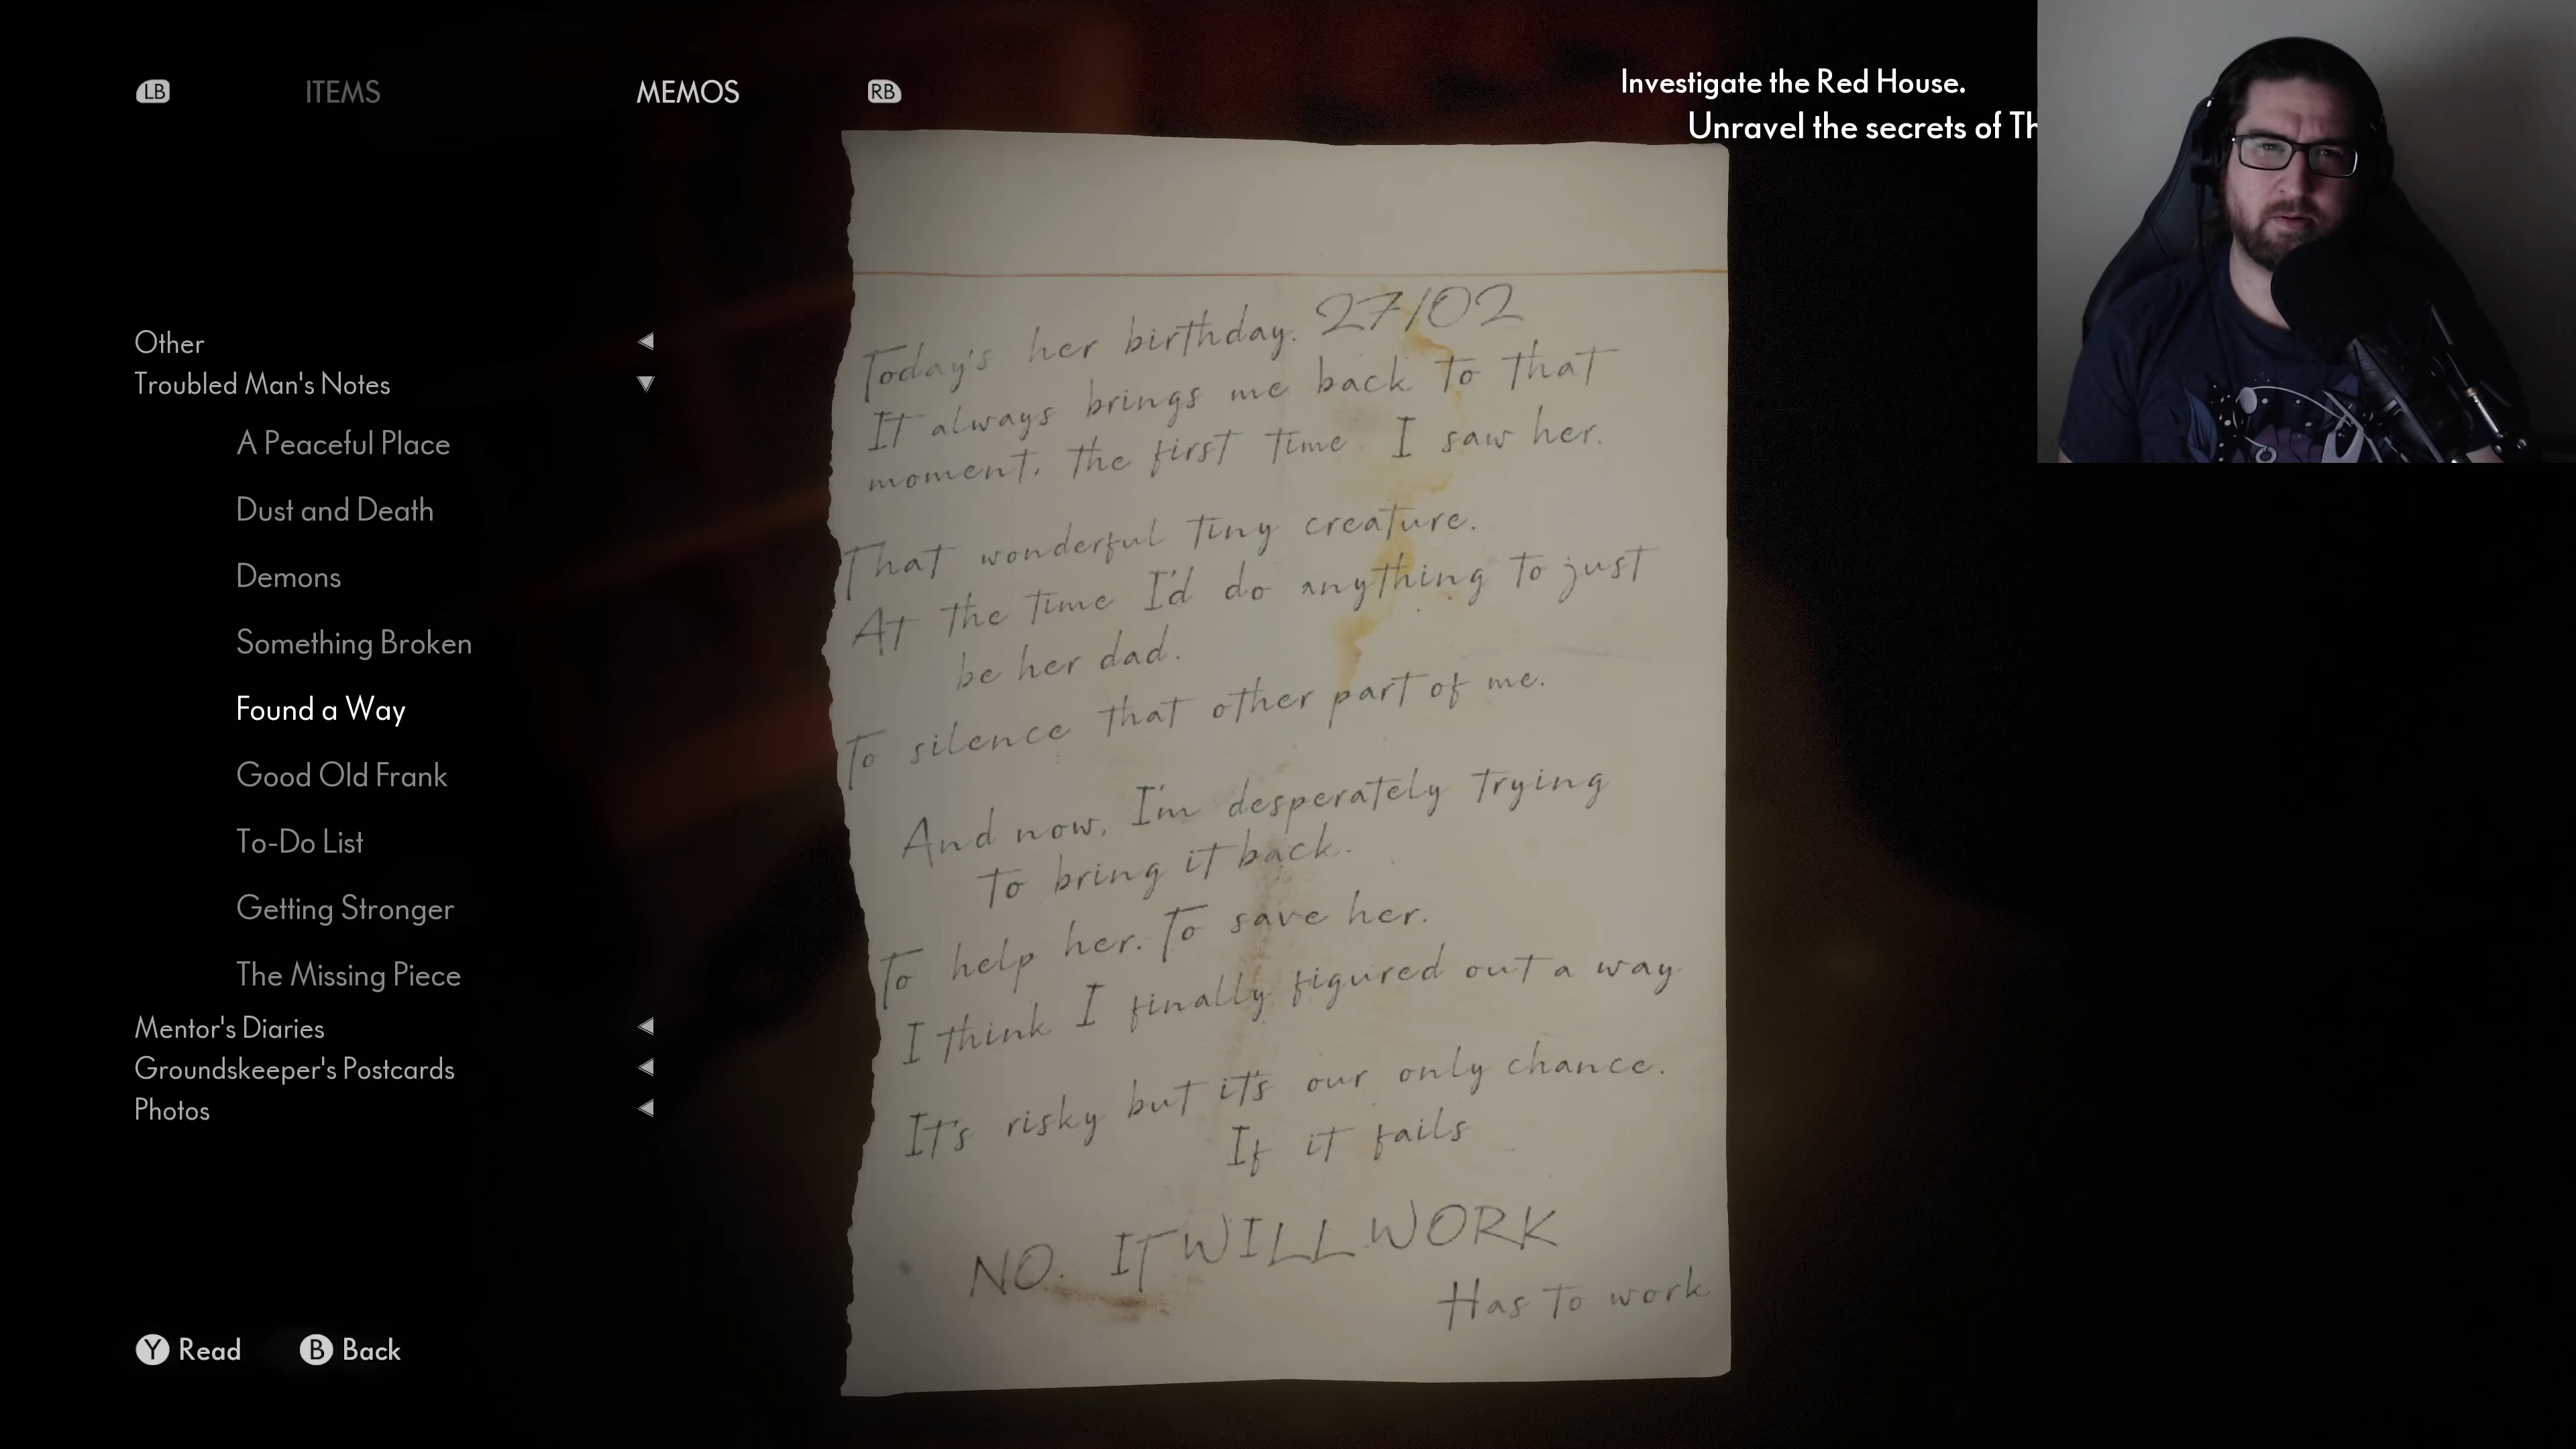 LB ITEMS MEMOS RB
Investigate the Red House.
Unravel the secrets of Th
Other
Troubled Man's Notes
A Peaceful Place
Dust and Death
Demons
Something Broken
Found a Way
Good Old Frank
To-Do List
Getting Stronger
The Missing Piece
Mentor's Diaries
Groundskeeper's Postcards
Photos
Y Read B Back
Today's her birthday. 27/02
It always brings me back to that
moment. The first time I saw her.
That wonderful tiny creature.
At the time I'd do anything to just
be her dad.
To silence that other part of me.
And now, I'm desperately trying
to bring it back.
To help her. To save her.
I think I finally figured out a way
It's risky but it's our only chance.
If it fails
NO. IT WILL WORK
Has to work